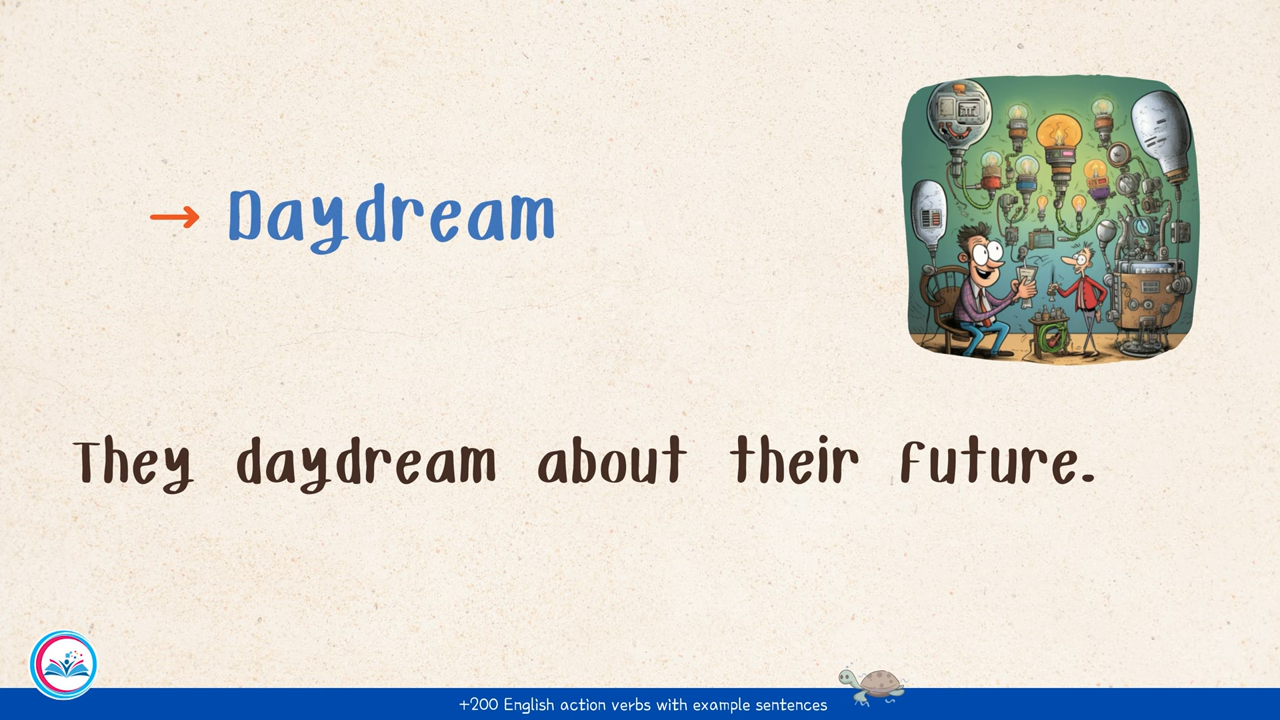 → Daydream
They daydream about their future.
+200 English action verbs with example sentences